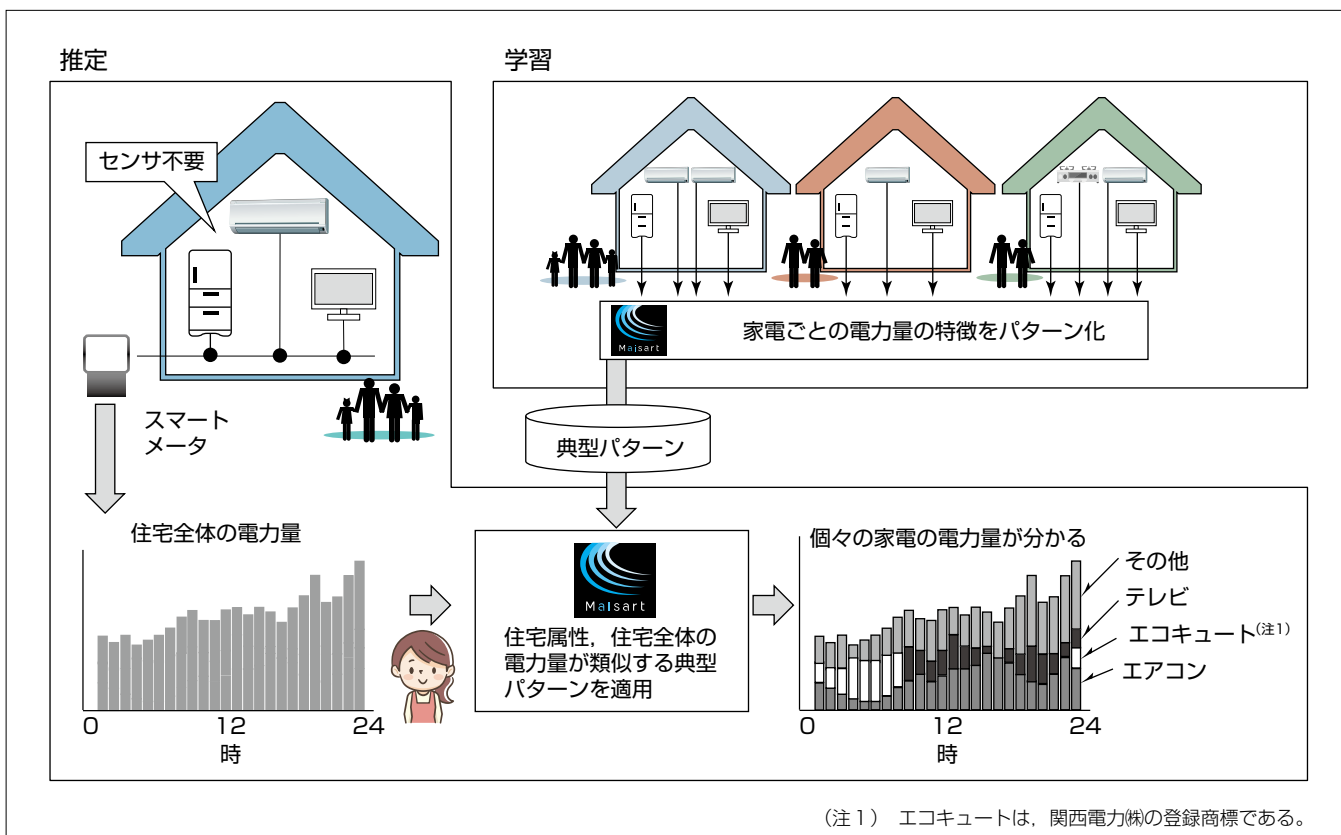 推定
学習
センサ不要
Maisart
家電ごとの電力量の特徴をパターン化
スマート
メータ
典型パターン
住宅全体の電力量
0
12
24
時
Maisart
住宅属性，住宅全体の
電力量が類似する典型
パターンを適用
個々の家電の電力量が分かる
その他
テレビ
エコキュート(注1)
エアコン
0
12
24
時
（注１） エコキュートは，関西電力㈱の登録商標である。